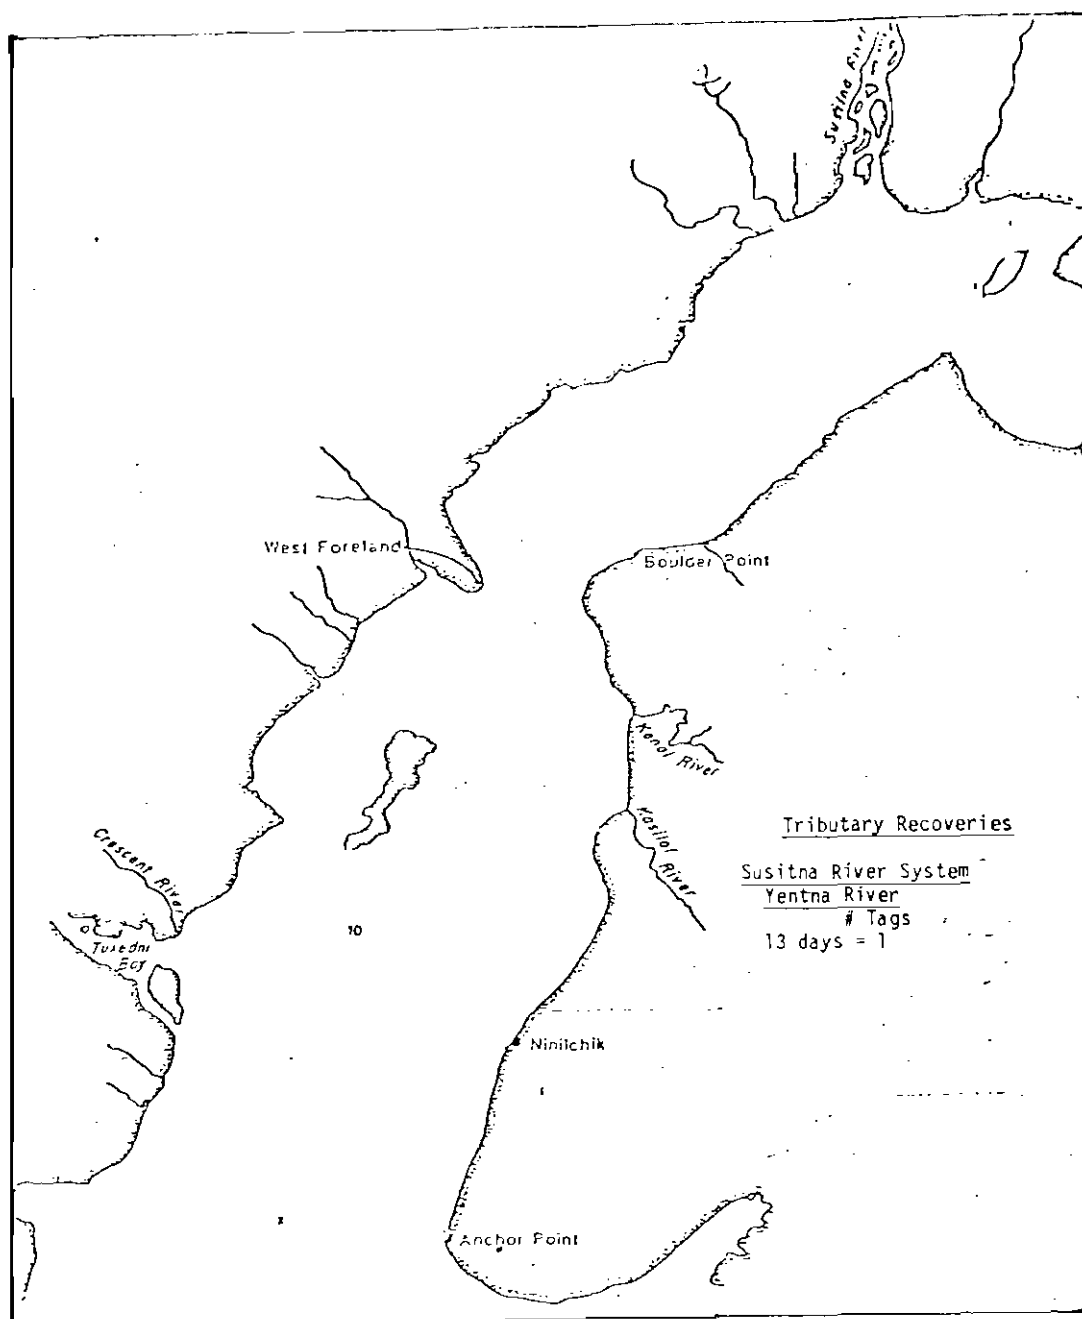 Susitna River
West Foreland
Boulder Point
Kenai River
Kasilof River
Tributary Recoveries
Susitna River System
Yentna River
# Tags
13 days = 1
Crescent River
Tuxedni
Bay
10
Ninilchik
x
Anchor Point